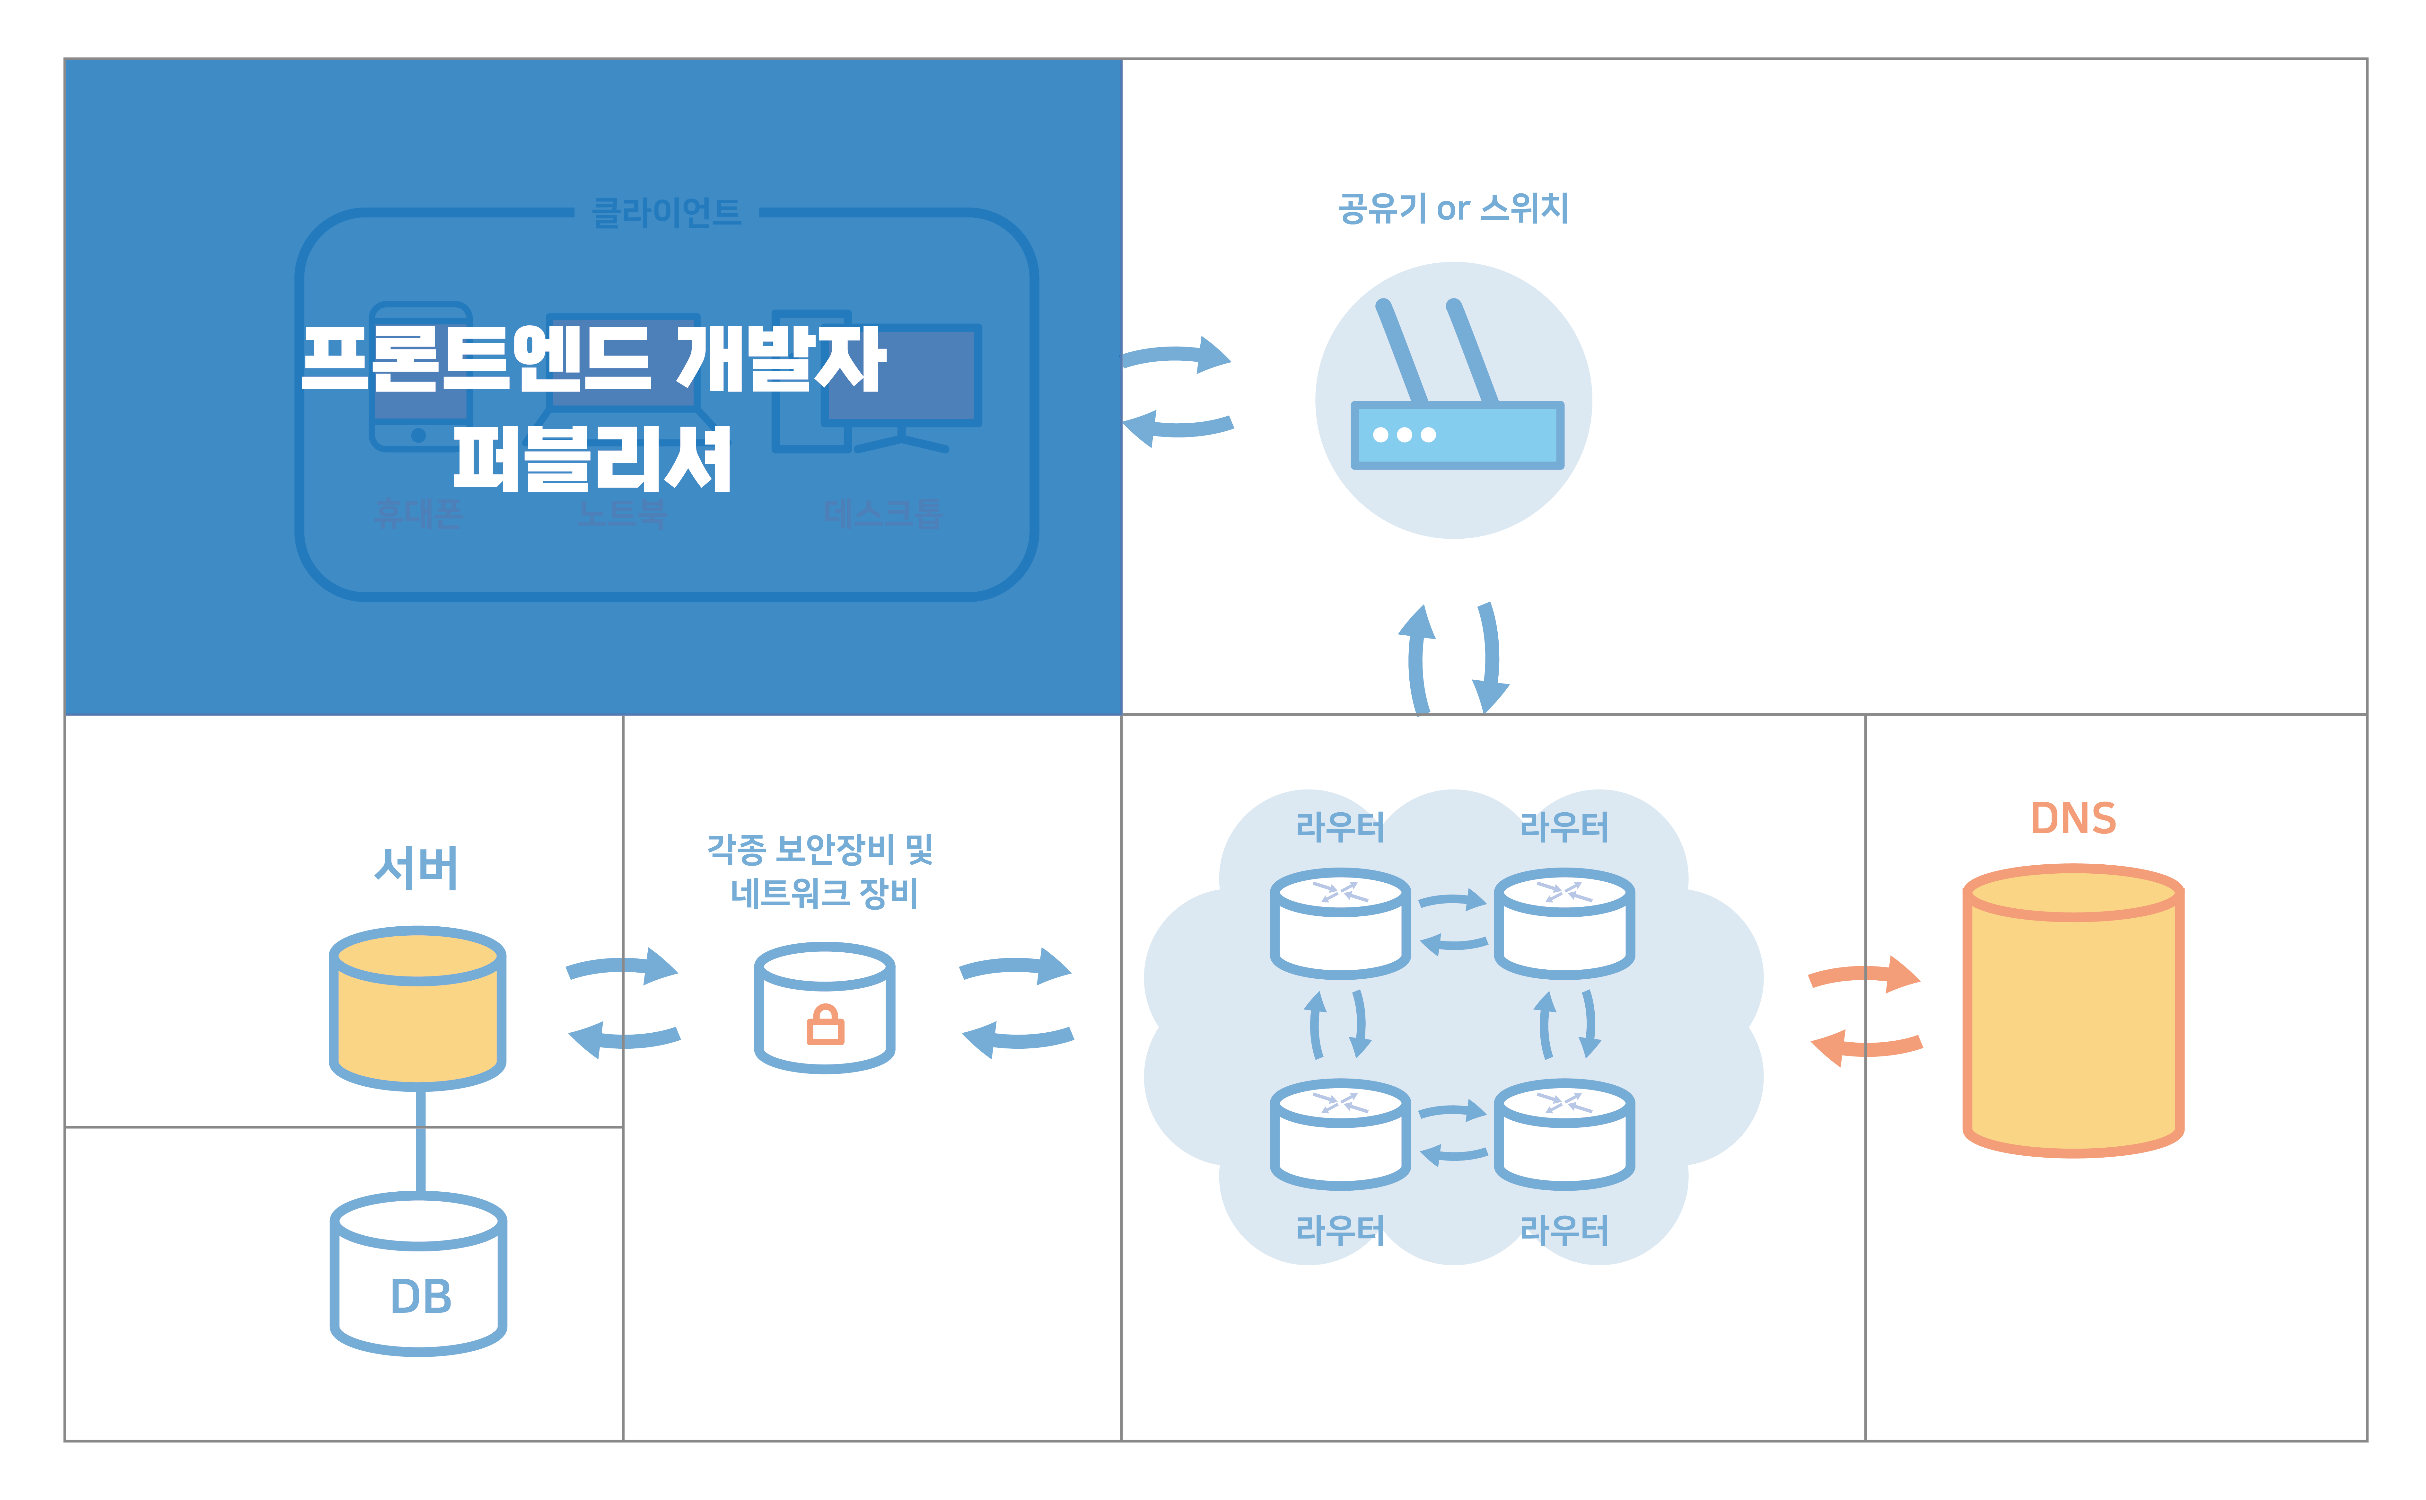 클라이언트
프론트엔드 개발자
퍼블리셔
휴대폰
노트북
데스크톱
공유기 or 스위치
서버
각종 보안장비 및
네트워크 장비
DB
라우터
라우터
라우터
라우터
DNS